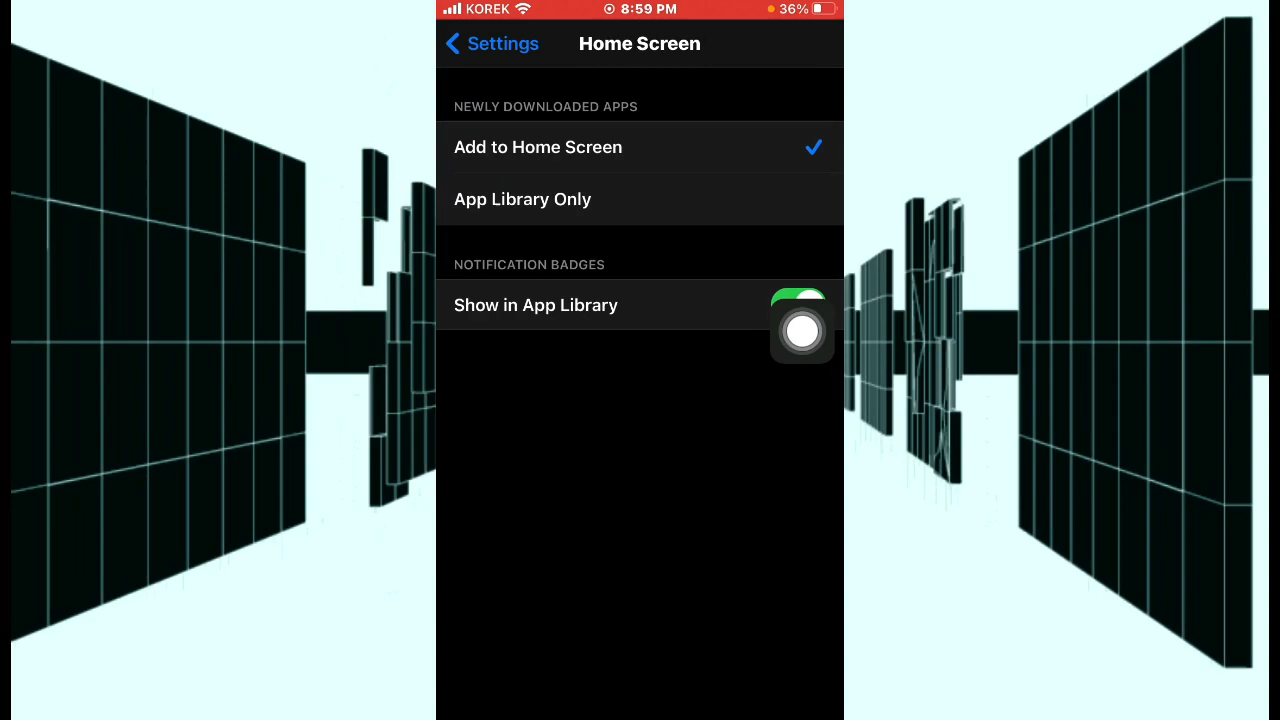 KOREK 8:59 PM 36%
Settings Home Screen
NEWLY DOWNLOADED APPS
Add to Home Screen
App Library Only
NOTIFICATION BADGES
Show in App Library